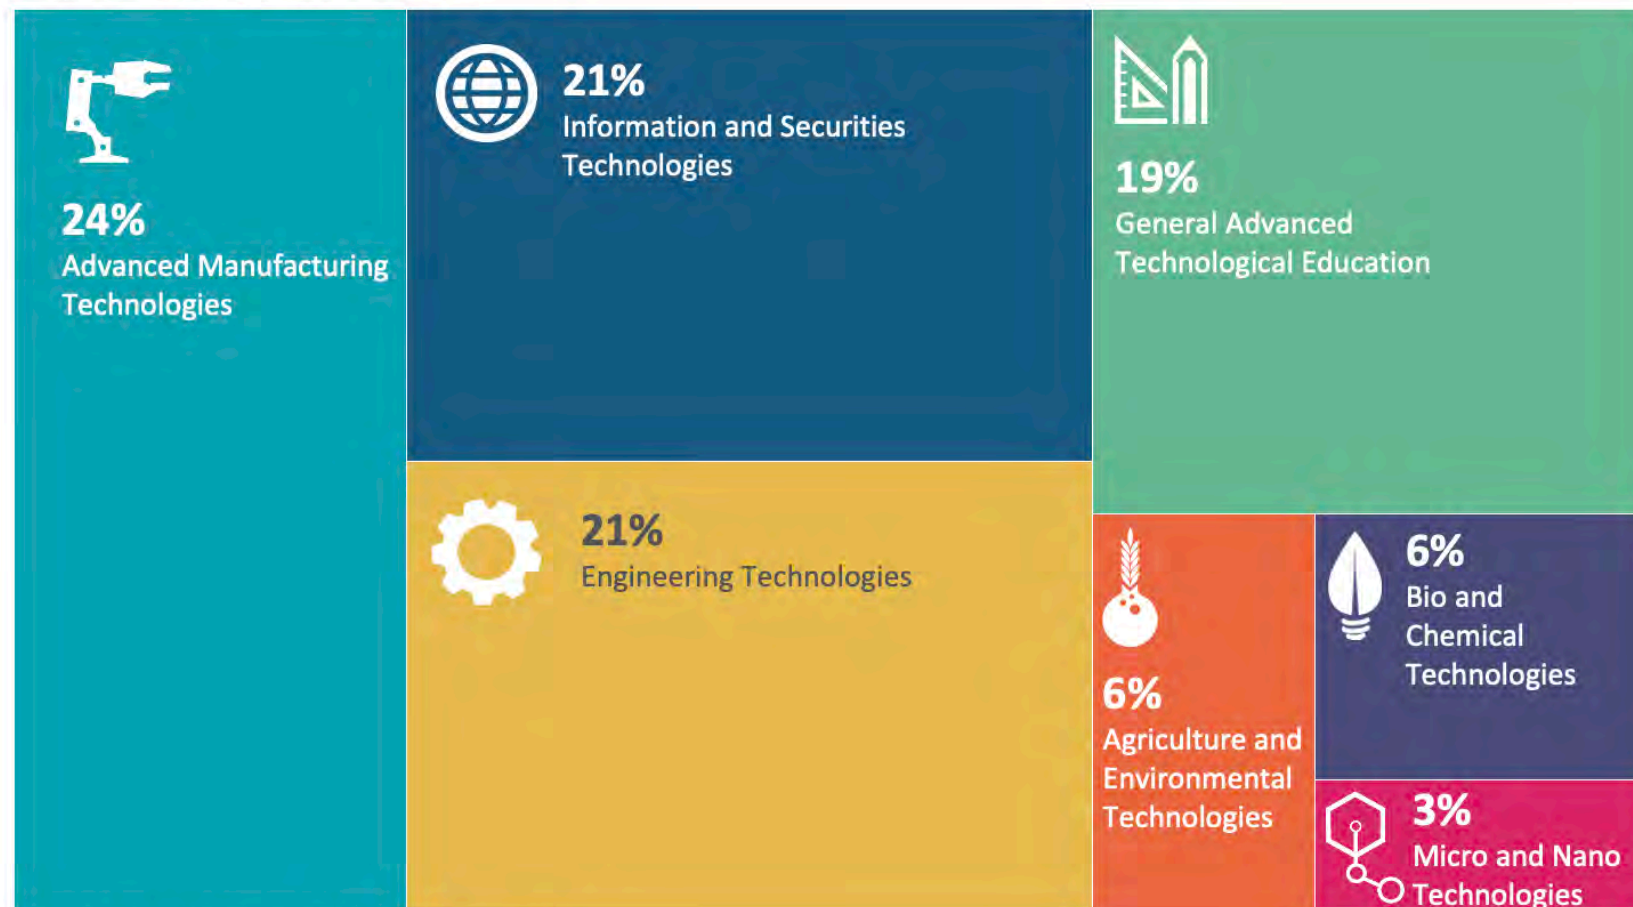 24%
Advanced Manufacturing
Technologies
21%
Information and Securities
Technologies
21%
Engineering Technologies
19%
General Advanced
Technological Education
6%
Agriculture and
Environmental
Technologies
6%
Bio and
Chemical
Technologies
3%
Micro and Nano
Technologies